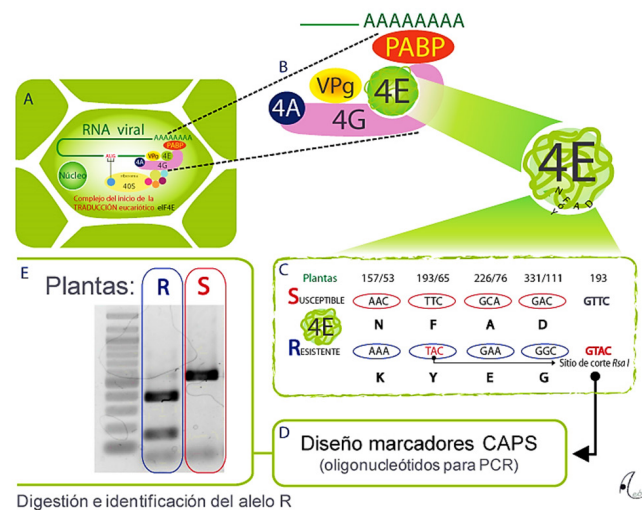 AAAAAAAA
B
PABP
VPg
4E
4A
4G
A
RNA viral
AAAAAAAA
PABP
AUG
VPg
4E
4A
4G
Núcleo
40S
Complejo del inicio de la
TRADUCCIÓN eucariótico eIF4E
4E
N F A D
C
Plantas 157/53 193/65 226/76 331/111 193
SUSCEPTIBLE AAC TTC GCA GAC GTTC
N F A D
4E
RESISTENTE AAA TAC GAA GGC GTAC
Sitio de corte Rsa I
K Y E G
E
Plantas: R S
D
Diseño marcadores CAPS
(oligonucleótidos para PCR)
Digestión e identificación del alelo R